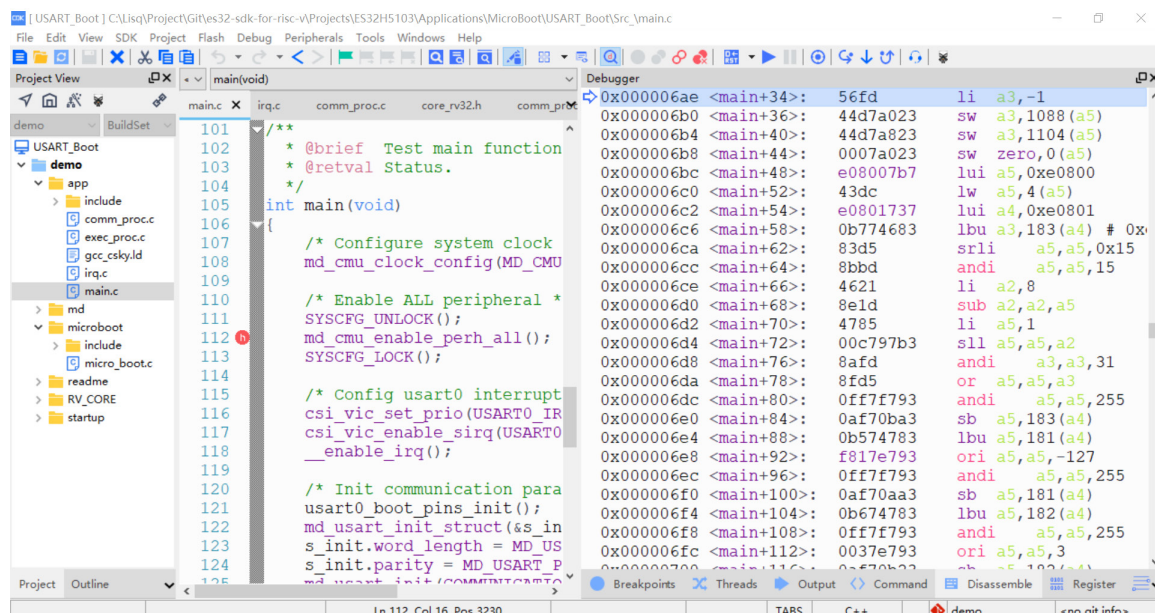 [ USART_Boot ] C:\Lisq\Project\Git\es32-sdk-for-risc-v\Projects\ES32H5103\Applications\MicroBoot\USART_Boot\Src_\main.c
File Edit View SDK Project Flash Debug Peripherals Tools Windows Help
Project View
demo BuildSet
USART_Boot
demo
app
include
comm_proc.c
exec_proc.c
gcc_csky.ld
irq.c
main.c
md
microboot
include
micro_boot.c
readme
RV_CORE
startup
Project Outline
main(void)
main.c irq.c comm_proc.c core_rv32.h comm_prot
101 /**
102 * @brief Test main function
103 * @retval Status.
104 */
105 int main(void)
106 {
107 /* Configure system clock
108 md_cmu_clock_config(MD_CMU
109
110 /* Enable ALL peripheral *
111 SYSCFG_UNLOCK();
112 h md_cmu_enable_perh_all();
113 SYSCFG_LOCK();
114
115 /* Config usart0 interrupt
116 csi_vic_set_prio(USART0_IR
117 csi_vic_enable_sirq(USART0
118 __enable_irq();
119
120 /* Init communication para
121 usart0_boot_pins_init();
122 md_usart_init_struct(&s_in
123 s_init.word_length = MD_US
124 s_init.parity = MD_USART_P
125 md_usart_init(COMMUNICATIO
Debugger
0x000006ae <main+34>: 56fd li a3,-1
0x000006b0 <main+36>: 44d7a023 sw a3,1088(a5)
0x000006b4 <main+40>: 44d7a823 sw a3,1104(a5)
0x000006b8 <main+44>: 0007a023 sw zero,0(a5)
0x000006bc <main+48>: e08007b7 lui a5,0xe0800
0x000006c0 <main+52>: 43dc lw a5,4(a5)
0x000006c2 <main+54>: e0801737 lui a4,0xe0801
0x000006c6 <main+58>: 0b774683 lbu a3,183(a4) # 0x
0x000006ca <main+62>: 83d5 srli a5,a5,0x15
0x000006cc <main+64>: 8bbd andi a5,a5,15
0x000006ce <main+66>: 4621 li a2,8
0x000006d0 <main+68>: 8e1d sub a2,a2,a5
0x000006d2 <main+70>: 4785 li a5,1
0x000006d4 <main+72>: 00c797b3 sll a5,a5,a2
0x000006d8 <main+76>: 8afd andi a3,a3,31
0x000006da <main+78>: 8fd5 or a5,a5,a3
0x000006dc <main+80>: 0ff7f793 andi a5,a5,255
0x000006e0 <main+84>: 0af70ba3 sb a5,183(a4)
0x000006e4 <main+88>: 0b574783 lbu a5,181(a4)
0x000006e8 <main+92>: f817e793 ori a5,a5,-127
0x000006ec <main+96>: 0ff7f793 andi a5,a5,255
0x000006f0 <main+100>: 0af70aa3 sb a5,181(a4)
0x000006f4 <main+104>: 0b674783 lbu a5,182(a4)
0x000006f8 <main+108>: 0ff7f793 andi a5,a5,255
0x000006fc <main+112>: 0037e793 ori a5,a5,3
0x00000700 <main+116>: 0af70b23 sb a5,182(a4)
Breakpoints Threads Output Command Disassemble Register
Ln 112, Col 16, Pos 3230 TABS C++ demo <no git info>